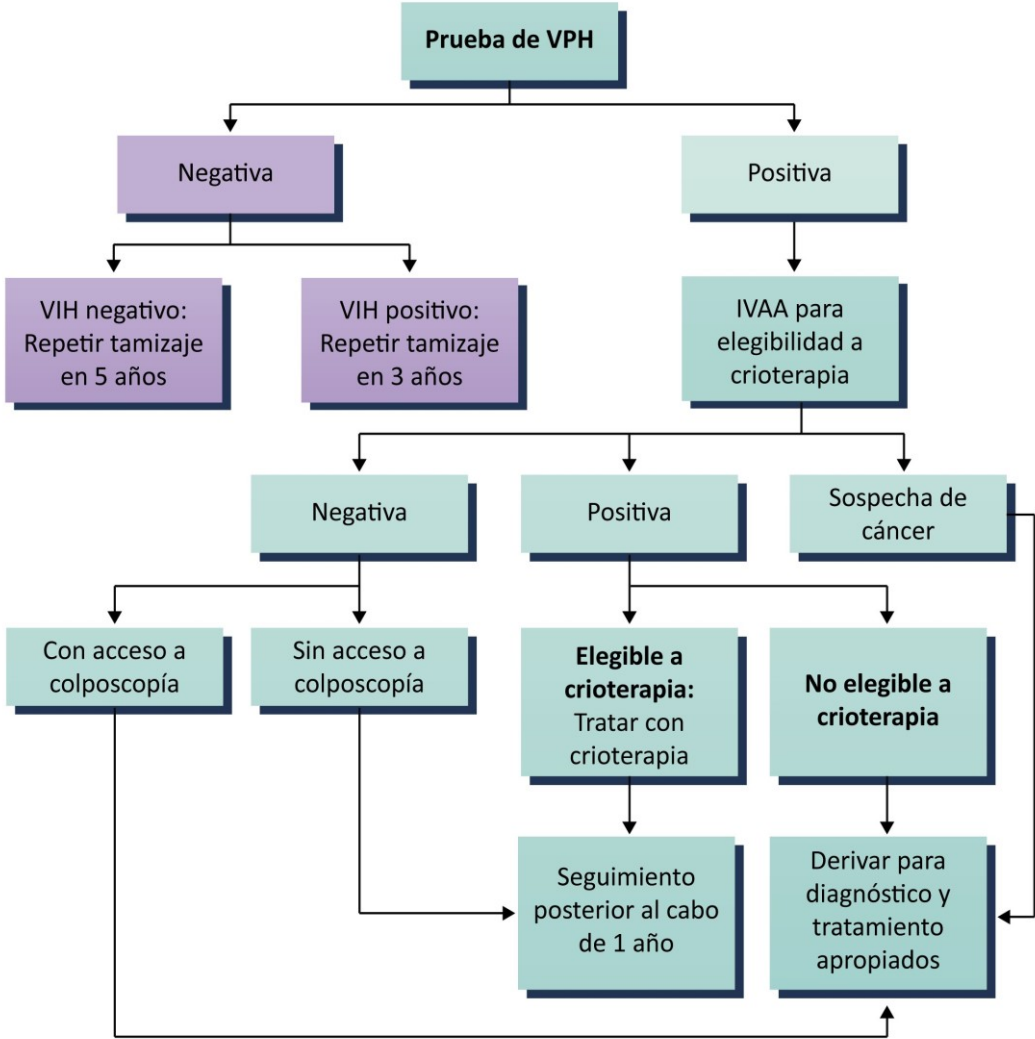 Prueba de VPH
Negativa
Positiva
VIH negativo:
Repetir tamizaje
en 5 años
VIH positivo:
Repetir tamizaje
en 3 años
IVAA para
elegibilidad a
crioterapia
Negativa
Positiva
Sospecha de
cáncer
Con acceso a
colposcopía
Sin acceso a
colposcopía
Elegible a
crioterapia:
Tratar con
crioterapia
No elegible a
crioterapia
Seguimiento
posterior al cabo
de 1 año
Derivar para
diagnóstico y
tratamiento
apropiados